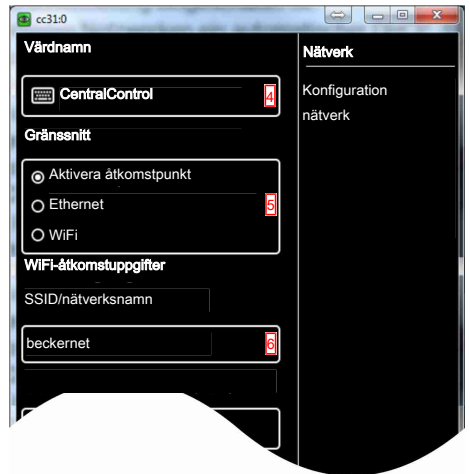 cc31:0
Värdnamn
CentralControl
4
Gränssnitt
Aktivera åtkomstpunkt
Ethernet
5
WiFi
WiFi-åtkomstuppgifter
SSID/nätverksnamn
beckernet
6
Nätverk
Konfiguration
nätverk